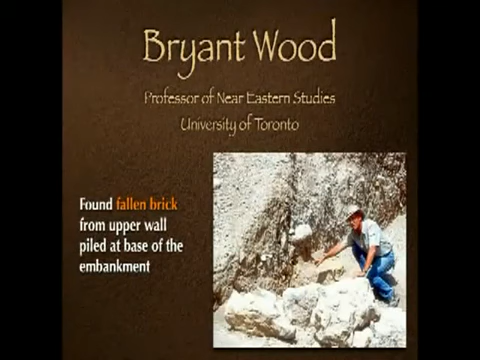 Bryant Wood
Professor of Near Eastern Studies
University of Toronto
Found fallen brick
from upper wall
piled at base of the
embankment